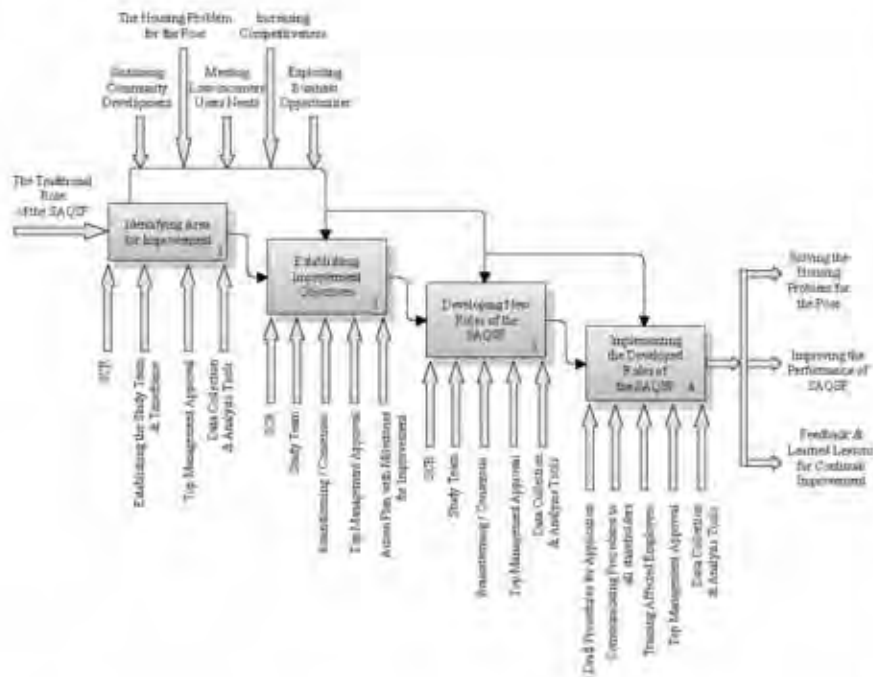 The Housing Problem
for the Poor
Increasing
Competitiveness
Sustaining
Community
Development
Meeting
Low-incomers
Users Needs
Exploiting
Business
Opportunities
The Traditional
Role
of the SAQSF
Identifying Area
for Improvement
1
Establishing
Improvement
Objectives
2
Developing New
Roles of the
SAQSF
3
Implementing
the Developed
Roles of
the SAQSF
4
Solving the
Housing
Problem for the
Poor
Improving the
Performance of
SAQSF
Feedback &
Learned Lessons
for Continual
Improvement
Establishing the Study Team
& Timeframe
Top Management Approval
Data Collection
& Analysis Tools
Study Team
Brainstorming / Consensus
Top Management Approval
Action Plan with Milestones
for Improvement
Study Team
Brainstorming / Consensus
Top Management Approval
Data Collection
& Analysis Tools
Draft Procedures for Application
Communicating Procedures to
all stakeholders
Training Affected Employees
Top Management Approval
Data Collection
& Analysis Tools